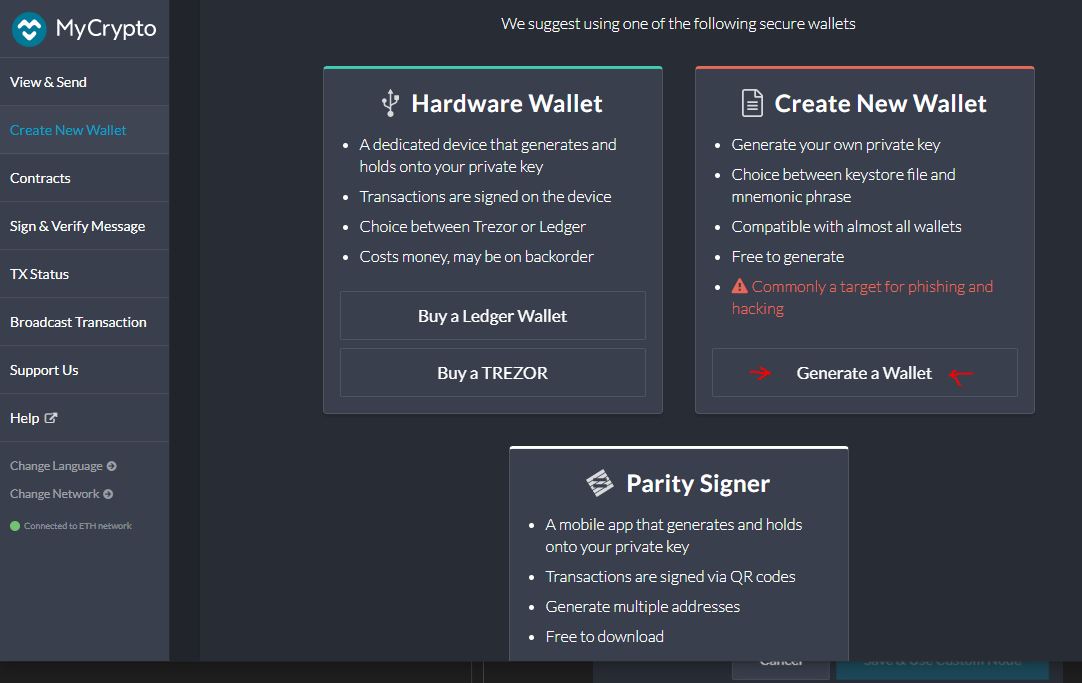 MyCrypto
View & Send
Create New Wallet
Contracts
Sign & Verify Message
TX Status
Broadcast Transaction
Support Us
Help
Change Language
Change Network
Connected to ETH network
We suggest using one of the following secure wallets
Hardware Wallet
A dedicated device that generates and
holds onto your private key
Transactions are signed on the device
Choice between Trezor or Ledger
Costs money, may be on backorder
Buy a Ledger Wallet
Buy a TREZOR
Create New Wallet
Generate your own private key
Choice between keystore file and
mnemonic phrase
Compatible with almost all wallets
Free to generate
Commonly a target for phishing and
hacking
Generate a Wallet
Parity Signer
A mobile app that generates and holds
onto your private key
Transactions are signed via QR codes
Generate multiple addresses
Free to download
Cancel
Save & Use Custom Node